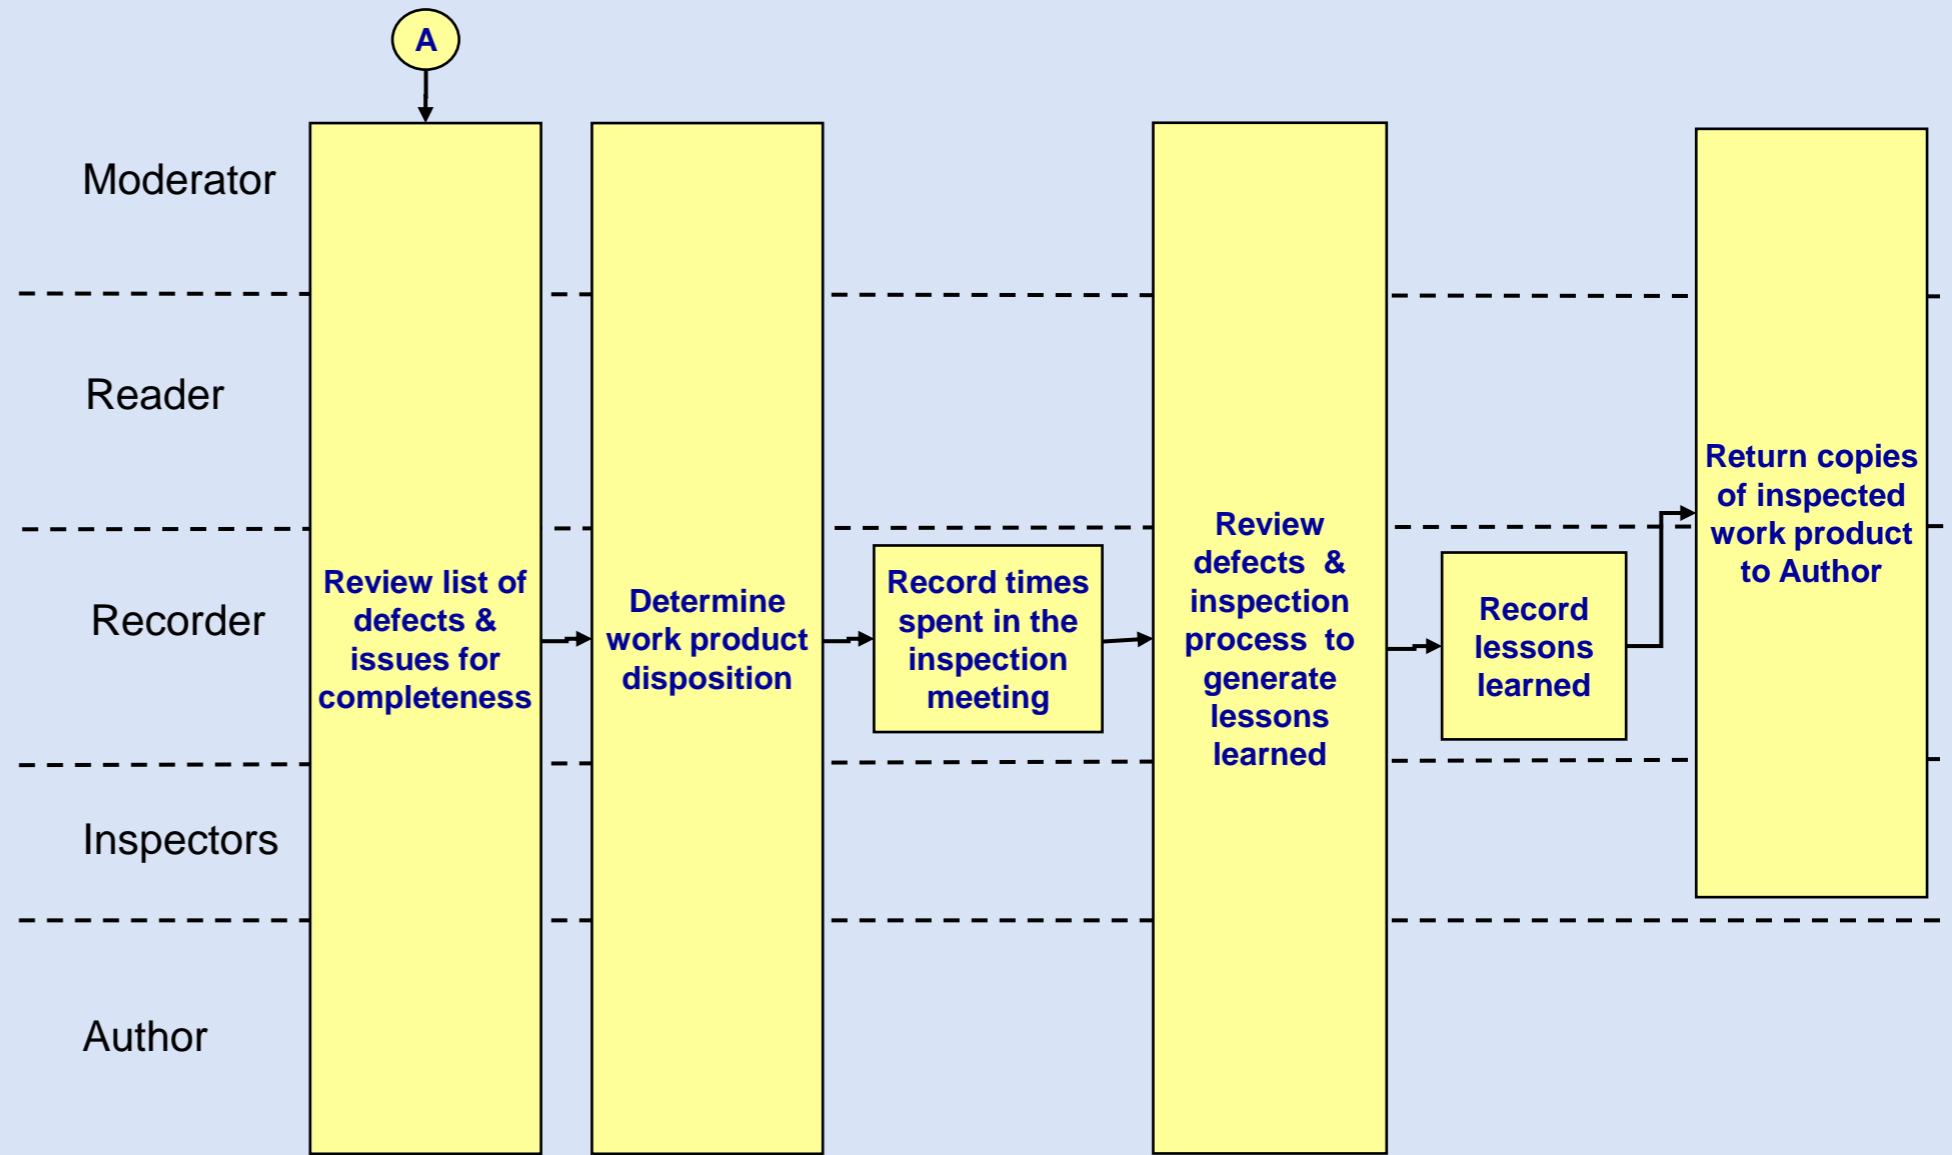 A
Moderator
Reader
Recorder
Inspectors
Author
Review list of
defects &
issues for
completeness
Determine
work product
disposition
Record times
spent in the
inspection
meeting
Review
defects & 
inspection
process to
generate
lessons
learned
Record
lessons
learned
Return copies
of inspected
work product
to Author